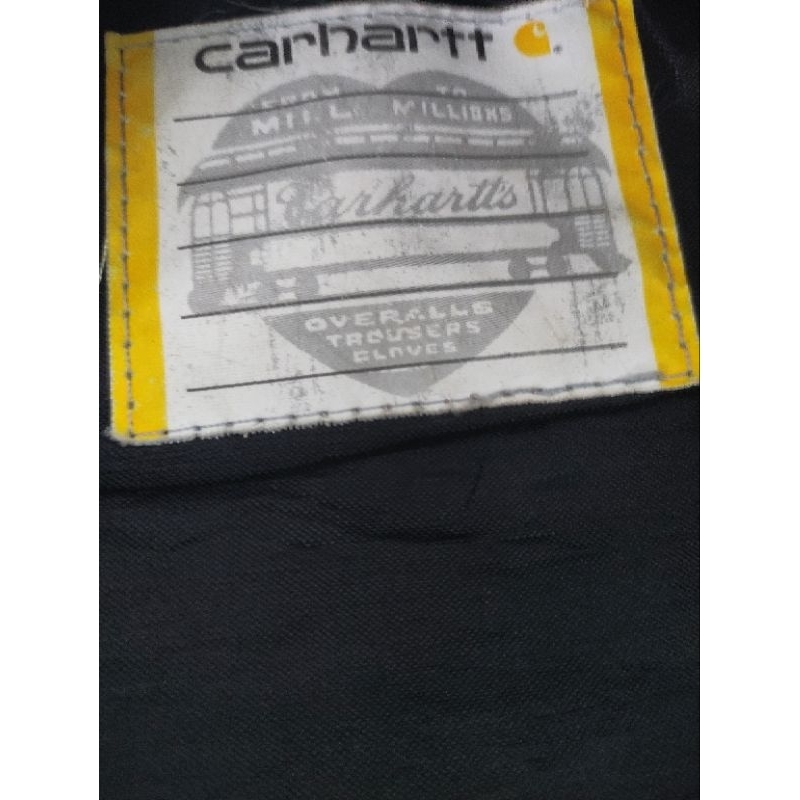 carhartt
FROM TO
MILL MILLIONS
Carhartt's
OVERALLS
TROUSERS
GLOVES